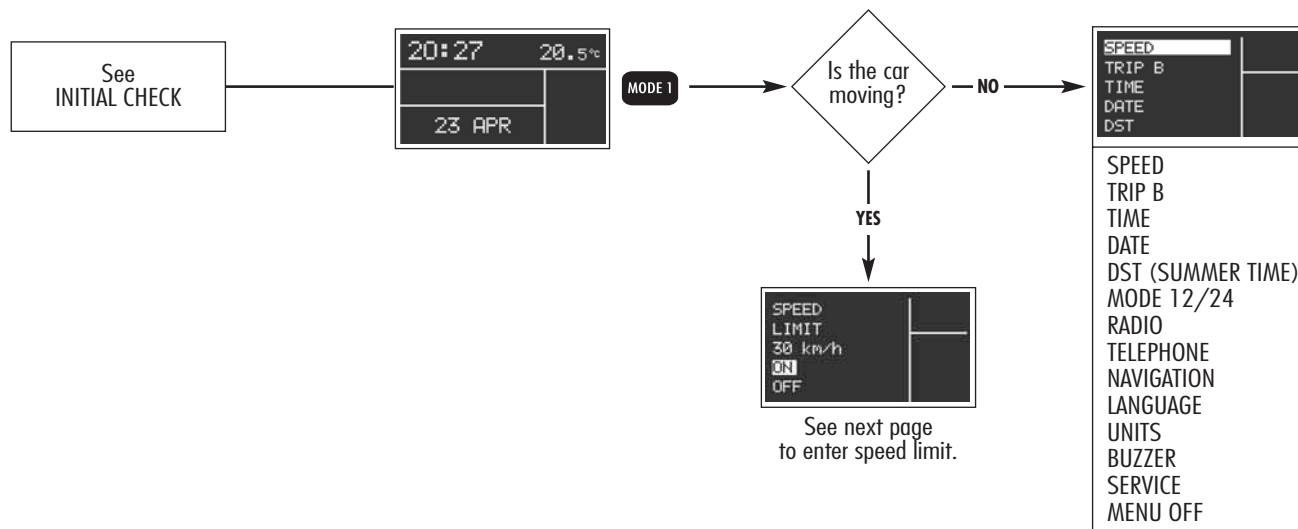 See
INITIAL CHECK
20:27 20.5°C
23 APR
MODE 1
Is the car
moving?
NO
YES
SPEED
LIMIT
30 km/h
ON
OFF
See next page
to enter speed limit.
SPEED
TRIP B
TIME
DATE
DST
SPEED
TRIP B
TIME
DATE
DST (SUMMER TIME)
MODE 12/24
RADIO
TELEPHONE
NAVIGATION
LANGUAGE
UNITS
BUZZER
SERVICE
MENU OFF